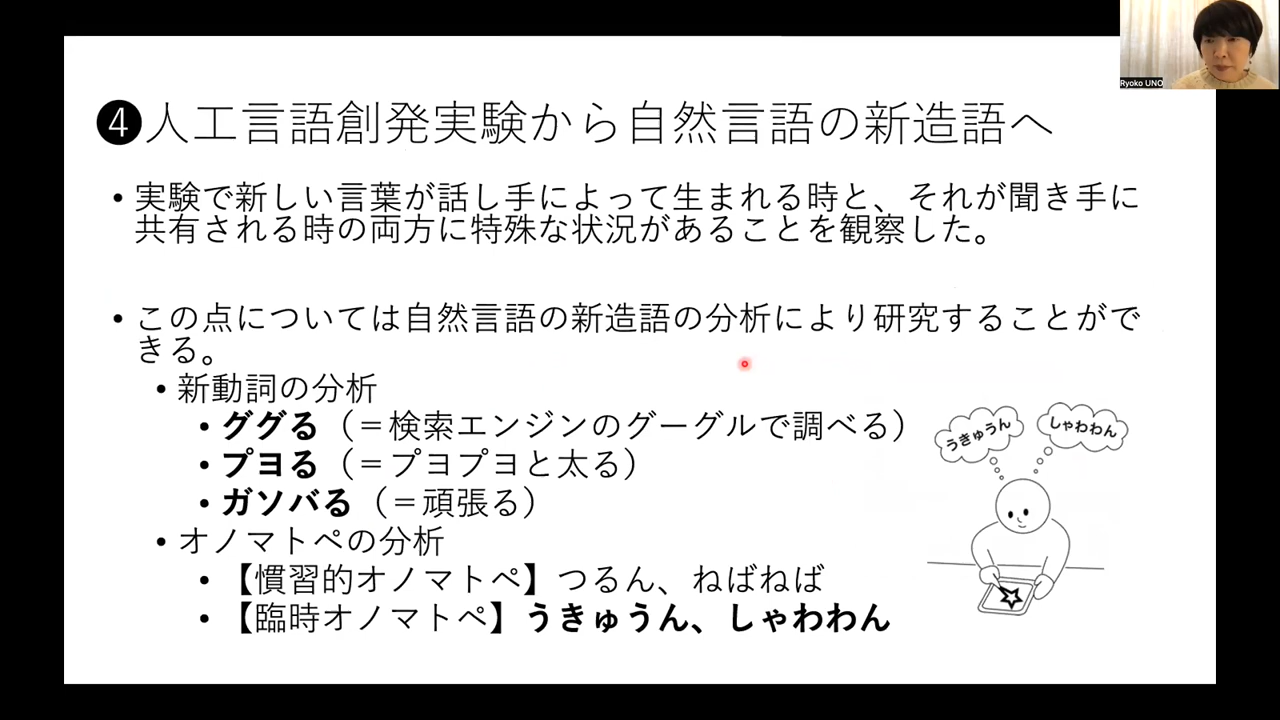 Ryoko UNO
❹人工言語創発実験から自然言語の新造語へ
• 実験で新しい言葉が話し手によって生まれる時と、それが聞き手に
共有される時の両方に特殊な状況があることを観察した。
• この点については自然言語の新造語の分析により研究することがで
きる。
• 新動詞の分析
• ググる（＝検索エンジンのグーグルで調べる）
• プヨる（＝プヨプヨと太る）
• ガソバる（＝頑張る）
• オノマトペの分析
• 【慣習的オノマトペ】つるん、ねばねば
• 【臨時オノマトペ】うきゅうん、しゃわわん
うきゅうん
しゃわわん